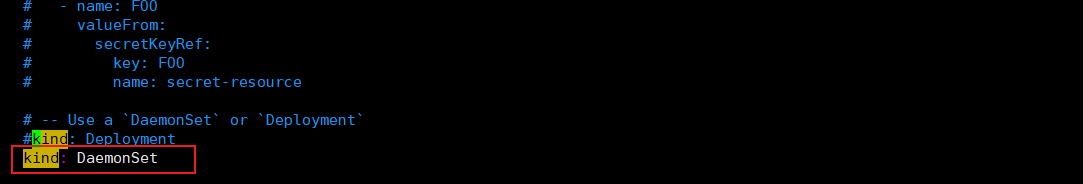 #   - name: FOO
#     valueFrom:
#       secretKeyRef:
#         key: FOO
#         name: secret-resource
# -- Use a `DaemonSet` or `Deployment`
#kind: Deployment
kind: DaemonSet